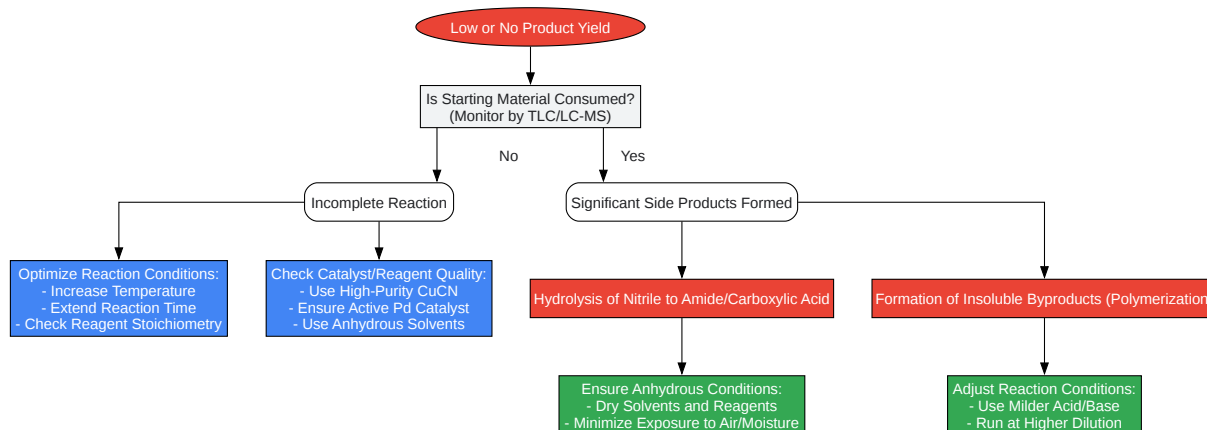 Low or No Product Yield
Is Starting Material Consumed?
(Monitor by TLC/LC-MS)
No
Yes
Incomplete Reaction
Significant Side Products Formed
Optimize Reaction Conditions:
- Increase Temperature
- Extend Reaction Time
- Check Reagent Stoichiometry
Check Catalyst/Reagent Quality:
- Use High-Purity CuCN
- Ensure Active Pd Catalyst
- Use Anhydrous Solvents
Hydrolysis of Nitrile to Amide/Carboxylic Acid
Formation of Insoluble Byproducts (Polymerization
Ensure Anhydrous Conditions:
- Dry Solvents and Reagents
- Minimize Exposure to Air/Moisture
Adjust Reaction Conditions:
- Use Milder Acid/Base
- Run at Higher Dilution